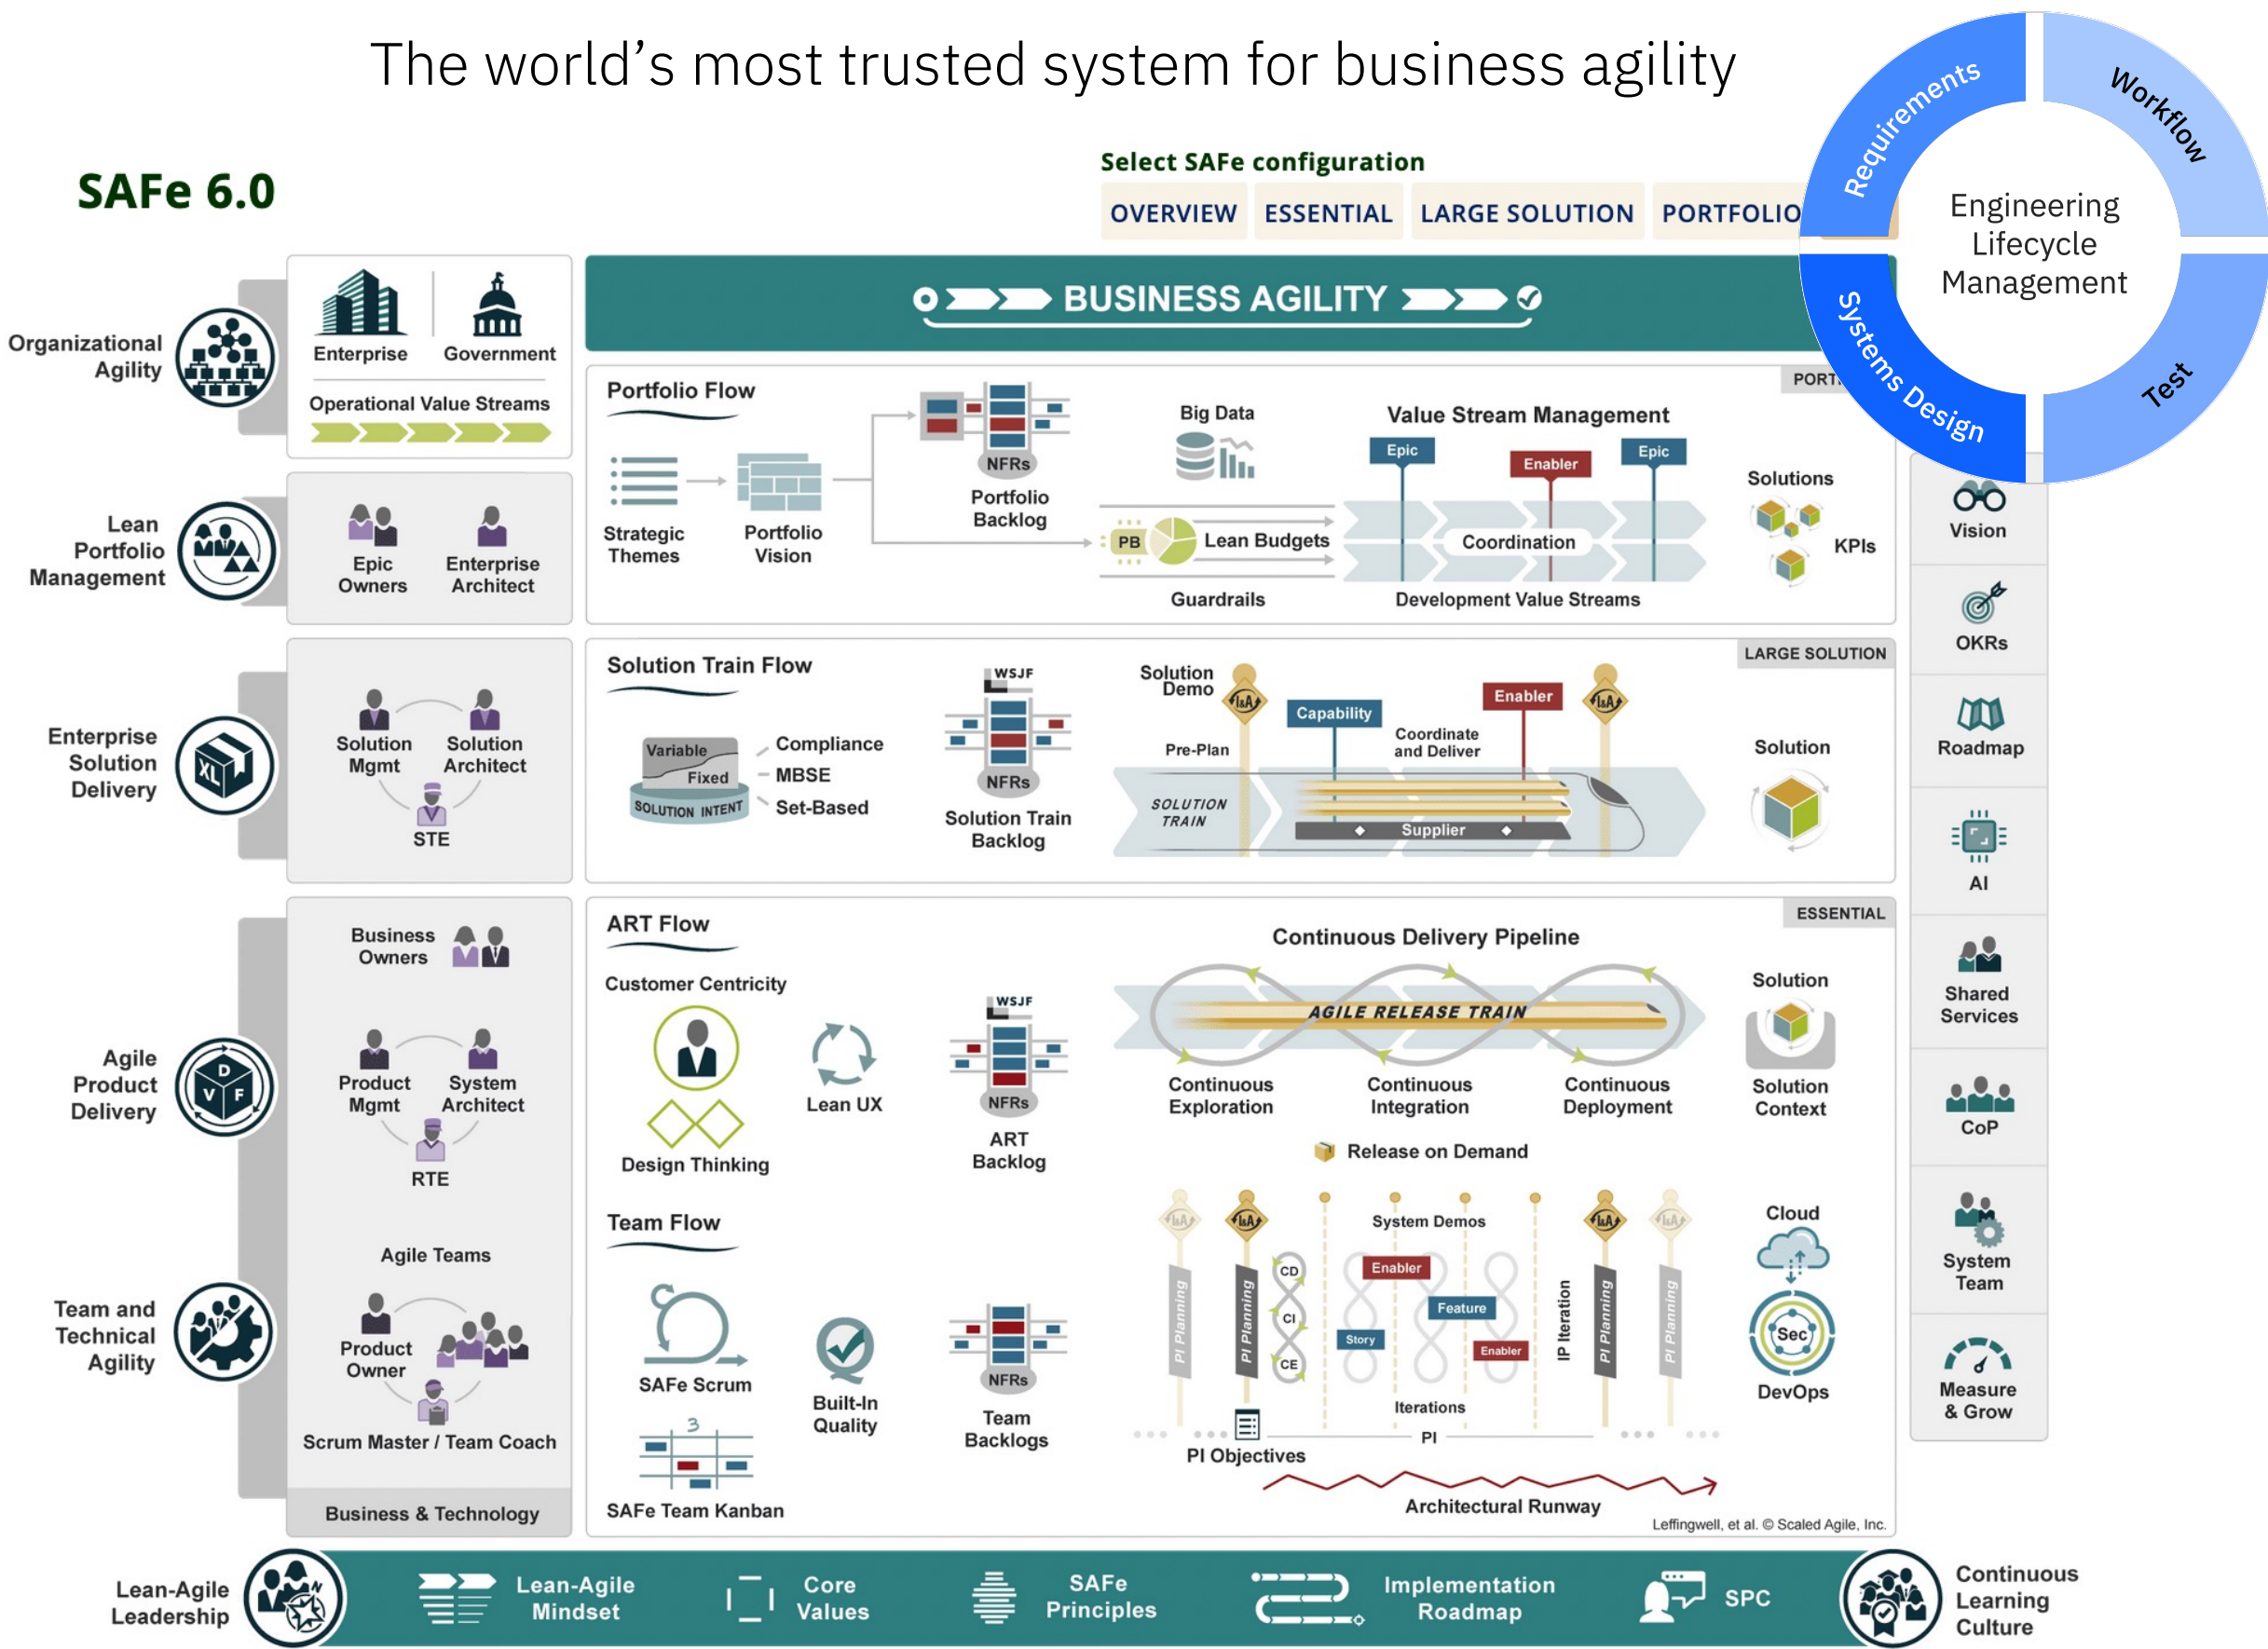 The world's most trusted system for business agility
Requirements
Workflow
Engineering
Lifecycle
Management
Systems Design
Test
SAFe 6.0
Select SAFe configuration
OVERVIEW
ESSENTIAL
LARGE SOLUTION
PORTFOLIO
Organizational
Agility
Enterprise
Government
Operational Value Streams
BUSINESS AGILITY
Portfolio Flow
Strategic
Themes
Portfolio
Vision
NFRs
Portfolio
Backlog
Big Data
PB
Lean Budgets
Guardrails
Value Stream Management
Epic
Enabler
Epic
Coordination
Development Value Streams
Solutions
KPIs
Lean
Portfolio
Management
Epic
Owners
Enterprise
Architect
Enterprise
Solution
Delivery
XL
Solution
Mgmt
Solution
Architect
STE
Solution Train Flow
LARGE SOLUTION
Variable
Fixed
SOLUTION INTENT
Compliance
MBSE
Set-Based
WSJF
NFRs
Solution Train
Backlog
Solution
Demo
I&A
Pre-Plan
Capability
Coordinate
and Deliver
Enabler
I&A
SOLUTION
TRAIN
Supplier
Solution
Agile
Product
Delivery
D
V
F
Business
Owners
Product
Mgmt
System
Architect
RTE
ART Flow
ESSENTIAL
Customer Centricity
Design Thinking
Lean UX
WSJF
NFRs
ART
Backlog
Continuous Delivery Pipeline
AGILE RELEASE TRAIN
Continuous
Exploration
Continuous
Integration
Continuous
Deployment
Release on Demand
Solution
Solution
Context
Team and
Technical
Agility
Agile Teams
Product
Owner
Scrum Master / Team Coach
Business & Technology
Team Flow
SAFe Scrum
3
SAFe Team Kanban
Built-In
Quality
NFRs
Team
Backlogs
I&A
I&A
System Demos
I&A
I&A
PI Planning
PI Planning
CD
CI
CE
Enabler
Feature
Story
Enabler
IP Iteration
PI Planning
PI Planning
Iterations
PI
PI Objectives
Architectural Runway
Cloud
Sec
DevOps
Leffingwell, et al. © Scaled Agile, Inc.
Vision
OKRs
Roadmap
AI
Shared
Services
CoP
System
Team
Measure
& Grow
Lean-Agile
Leadership
N
Lean-Agile
Mindset
Core
Values
SAFe
Principles
Implementation
Roadmap
SPC
Continuous
Learning
Culture